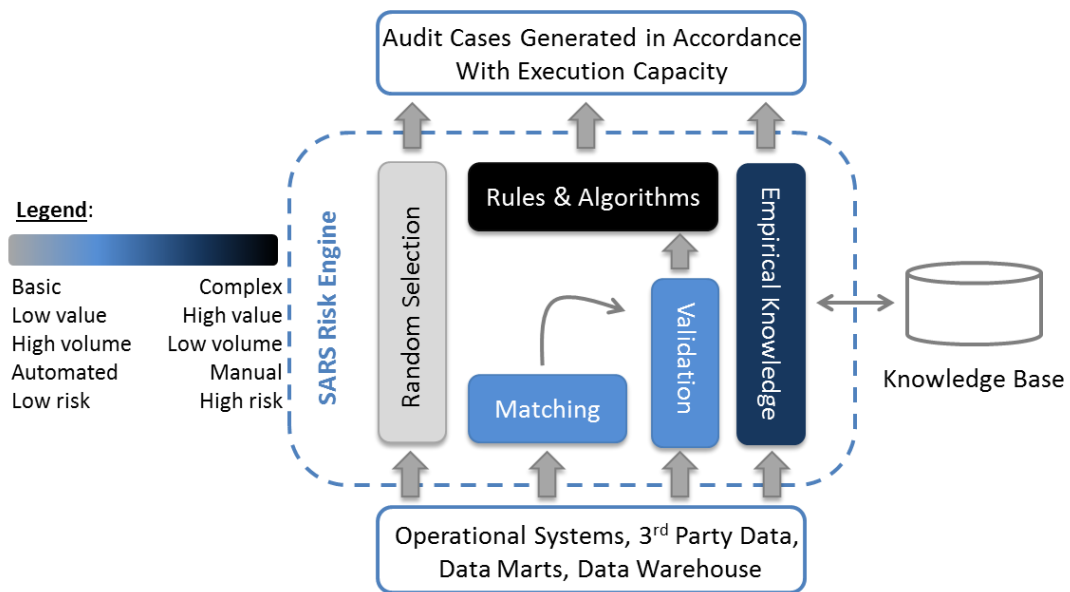 Audit Cases Generated in Accordance
With Execution Capacity
Legend:
Basic Complex
Low value High value
High volume Low volume
Automated Manual
Low risk High risk
SARS Risk Engine
Random Selection
Rules & Algorithms
Matching
Validation
Empirical Knowledge
Knowledge Base
Operational Systems, 3rd Party Data,
Data Marts, Data Warehouse